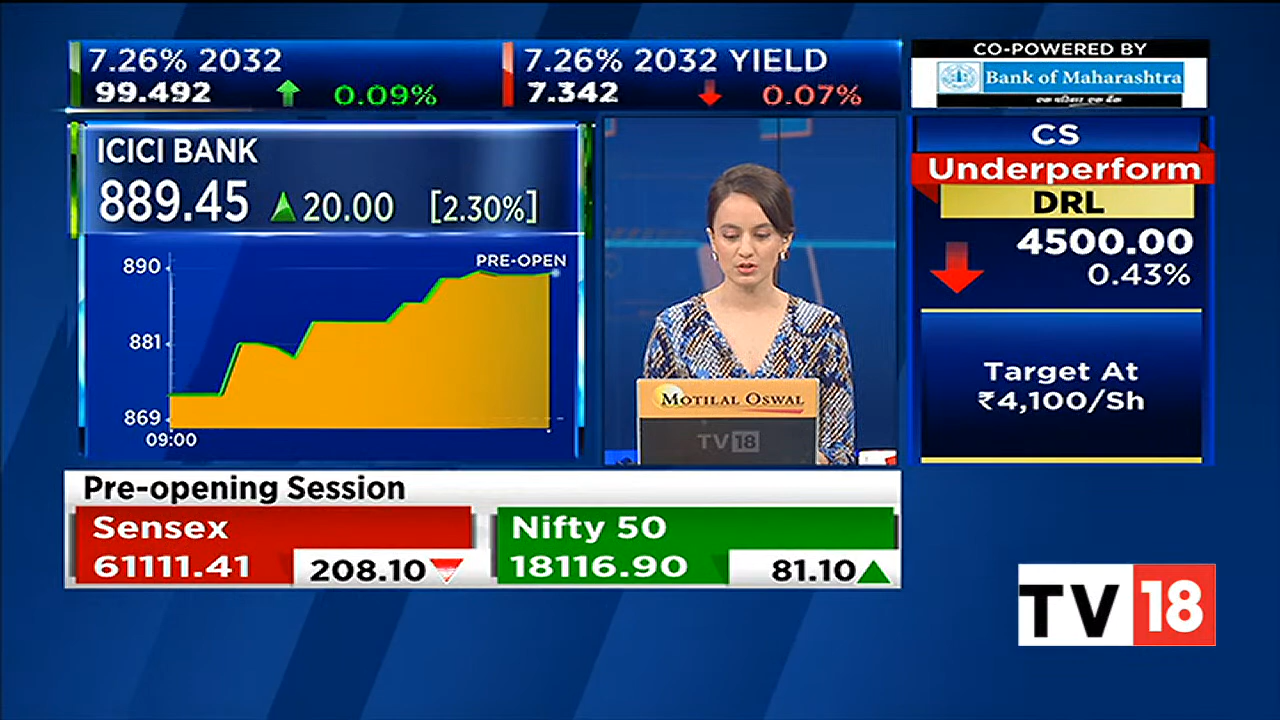 7.26% 2032
99.492 0.09%
7.26% 2032 YIELD
7.342 0.07%
CO-POWERED BY
Bank of Maharashtra
एक परिवार एक बैंक
ICICI BANK
889.45 20.00 [2.30%]
PRE-OPEN
890
881
869
09:00
MOTILAL OSWAL
TV18
CS
Underperform
DRL
4500.00
0.43%
Target At
₹4,100/Sh
Pre-opening Session
Sensex
61111.41 208.10
Nifty 50
18116.90 81.10
TV18